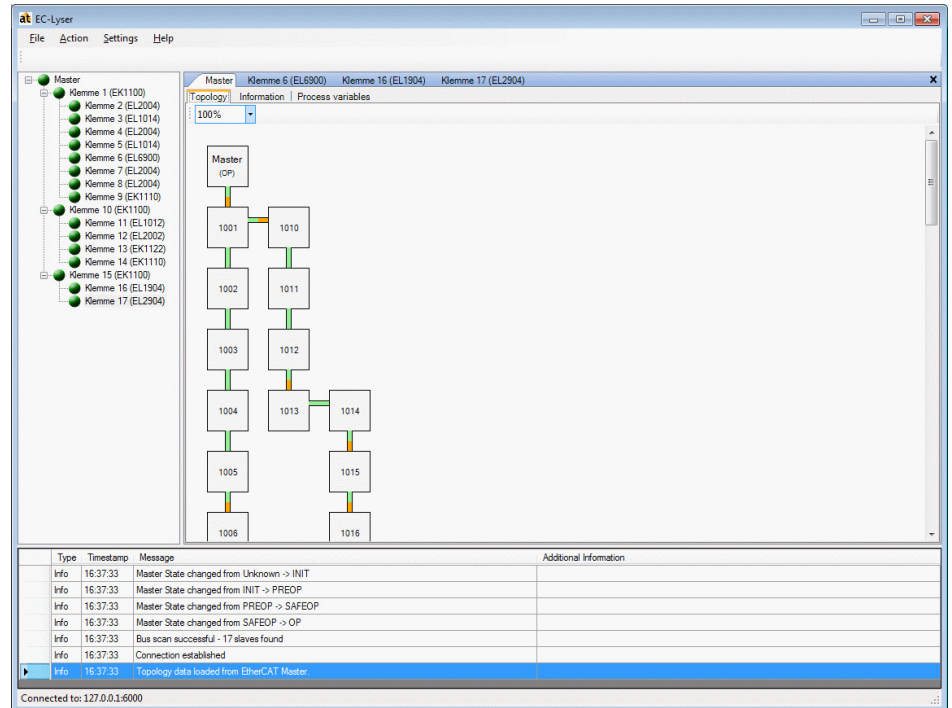 at EC-Lyser
File Action Settings Help
Master
Klemme 1 (EK1100)
Klemme 2 (EL2004)
Klemme 3 (EL1014)
Klemme 4 (EL2004)
Klemme 5 (EL1014)
Klemme 6 (EL6900)
Klemme 7 (EL2004)
Klemme 8 (EL2004)
Klemme 9 (EK1110)
Klemme 10 (EK1100)
Klemme 11 (EL1012)
Klemme 12 (EL2002)
Klemme 13 (EK1122)
Klemme 14 (EK1110)
Klemme 15 (EK1100)
Klemme 16 (EL1904)
Klemme 17 (EL2904)
Master Klemme 6 (EL6900) Klemme 16 (EL1904) Klemme 17 (EL2904)
Topology Information Process variables
100%
Master
(OP)
1001 1010
1002 1011
1003 1012
1004 1013 1014
1005 1015
1006 1016
Type Timestamp Message Additional Information
Info 16:37:33 Master State changed from Unknown -> INIT
Info 16:37:33 Master State changed from INIT -> PREOP
Info 16:37:33 Master State changed from PREOP -> SAFEOP
Info 16:37:33 Master State changed from SAFEOP -> OP
Info 16:37:33 Bus scan successful - 17 slaves found
Info 16:37:33 Connection established
Info 16:37:33 Topology data loaded from EtherCAT Master
Connected to: 127.0.0.1:6000